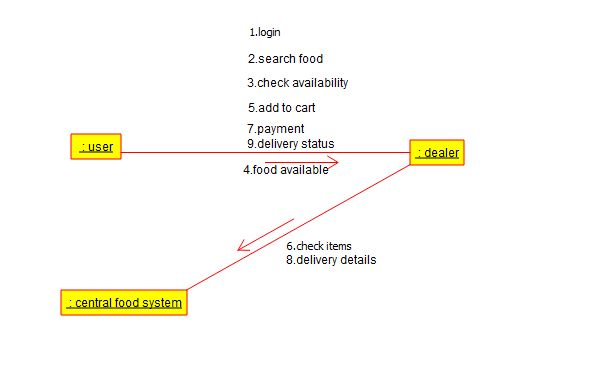 1.login
2.search food
3.check availability
5.add to cart
7.payment
9.delivery status
: user
: dealer
4.food available
6.check items
8.delivery details
: central food system